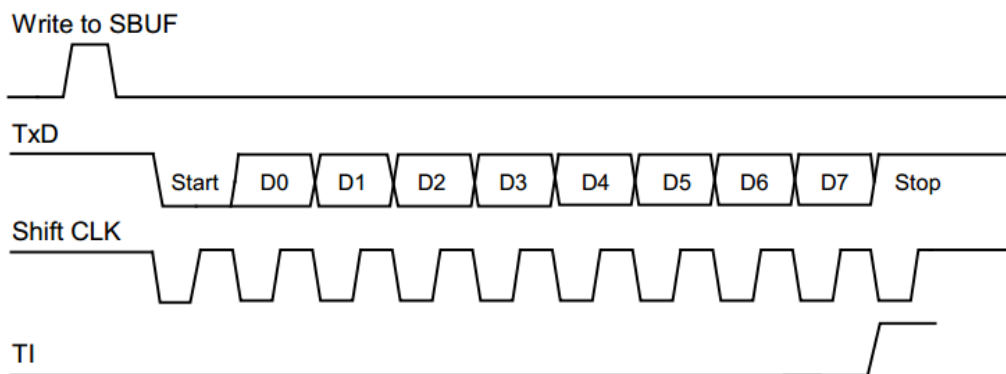 Write to SBUF
TxD
Start D0 D1 D2 D3 D4 D5 D6 D7 Stop
Shift CLK
TI